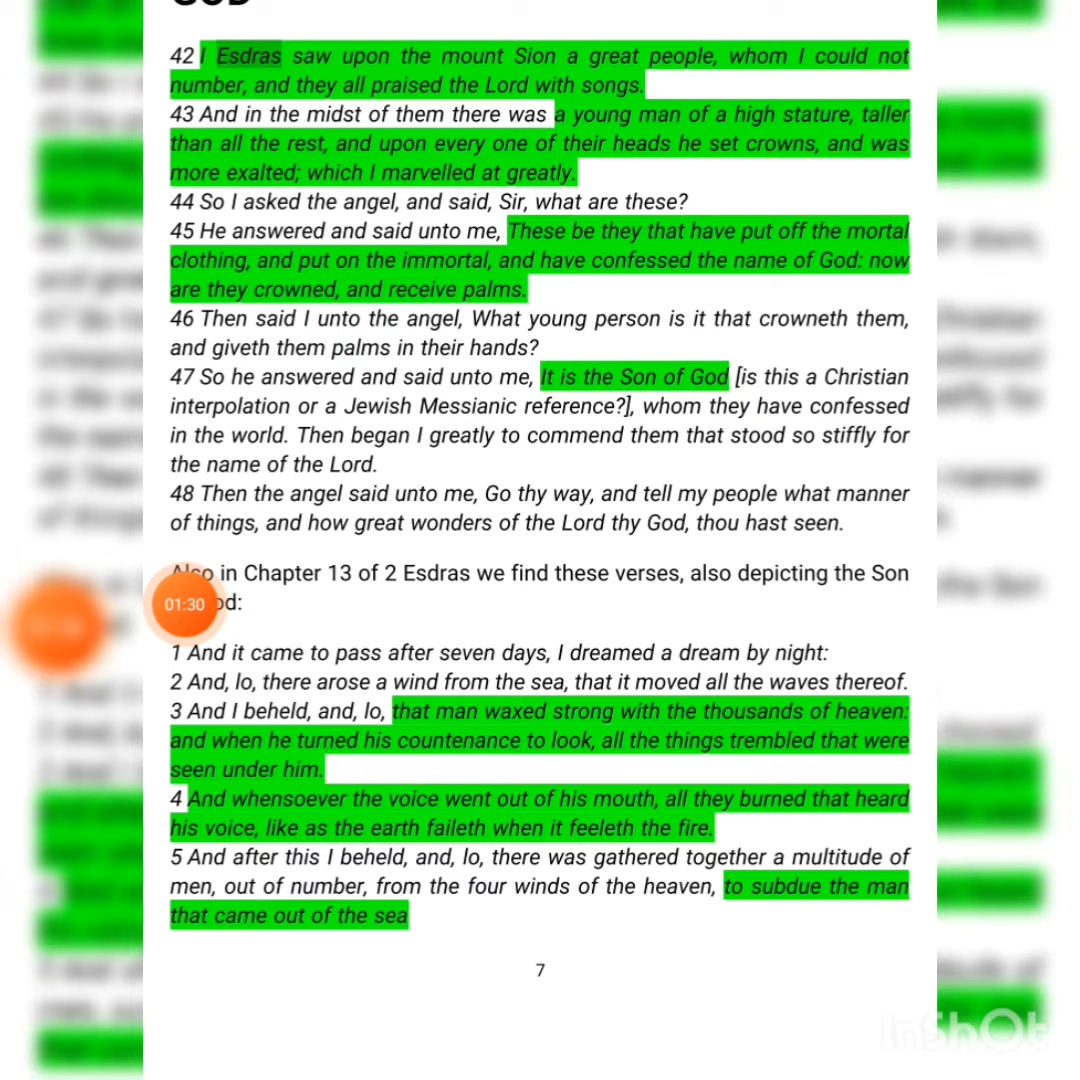 GOD
42 I Esdras saw upon the mount Sion a great people, whom I could not
number, and they all praised the Lord with songs.
43 And in the midst of them there was a young man of a high stature, taller
than all the rest, and upon every one of their heads he set crowns, and was
more exalted; which I marvelled at greatly.
44 So I asked the angel, and said, Sir, what are these?
45 He answered and said unto me, These be they that have put off the mortal
clothing, and put on the immortal, and have confessed the name of God: now
are they crowned, and receive palms.
46 Then said I unto the angel, What young person is it that crowneth them,
and giveth them palms in their hands?
47 So he answered and said unto me, It is the Son of God [is this a Christian
interpolation or a Jewish Messianic reference?], whom they have confessed
in the world. Then began I greatly to commend them that stood so stiffly for
the name of the Lord.
48 Then the angel said unto me, Go thy way, and tell my people what manner
of things, and how great wonders of the Lord thy God, thou hast seen.
Also in Chapter 13 of 2 Esdras we find these verses, also depicting the Son
01:30 od:
1 And it came to pass after seven days, I dreamed a dream by night:
2 And, lo, there arose a wind from the sea, that it moved all the waves thereof.
3 And I beheld, and, lo, that man waxed strong with the thousands of heaven:
and when he turned his countenance to look, all the things trembled that were
seen under him.
4 And whensoever the voice went out of his mouth, all they burned that heard
his voice, like as the earth faileth when it feeleth the fire.
5 And after this I beheld, and, lo, there was gathered together a multitude of
men, out of number, from the four winds of the heaven, to subdue the man
that came out of the sea
7
InShOt